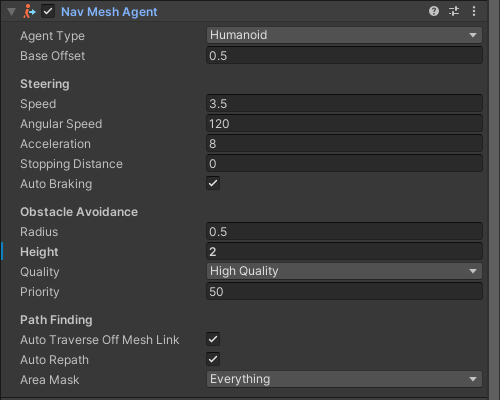 Nav Mesh Agent
Agent Type Humanoid
Base Offset 0.5
Steering
Speed 3.5
Angular Speed 120
Acceleration 8
Stopping Distance 0
Auto Braking
Obstacle Avoidance
Radius 0.5
Height 2
Quality High Quality
Priority 50
Path Finding
Auto Traverse Off Mesh Link
Auto Repath
Area Mask Everything